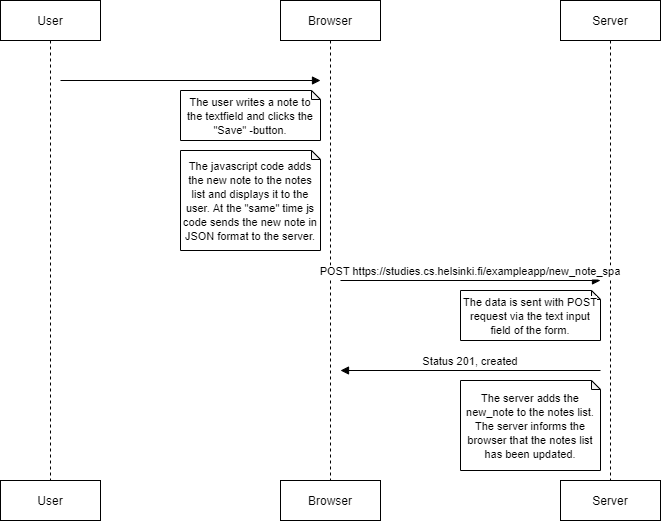 User
Browser
Server
The user writes a note to
the textfield and clicks the
"Save" -button.
The javascript code adds
the new note to the notes
list and displays it to the
user. At the "same" time js
code sends the new note in
JSON format to the server.
POST https://studies.cs.helsinki.fi/exampleapp/new_note_spa
The data is sent with POST
request via the text input
field of the form.
Status 201, created
The server adds the
new_note to the notes list.
The server informs the
browser that the notes list
has been updated.
User
Browser
Server